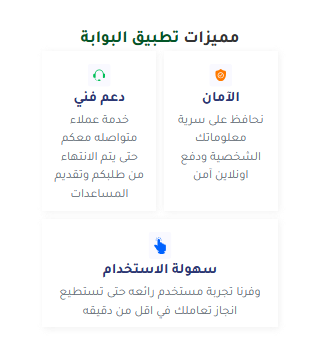 مميزات تطبيق البوابة
الآمان
نحافظ على سرية
معلوماتك
الشخصية ودفع
اونلاين آمن
دعم فني
خدمة عملاء
متواصله معكم
حتى يتم الانتهاء
من طلبكم وتقديم
المساعدات
سهولة الاستخدام
وفرنا تجربة مستخدم رائعه حتى تستطيع
انجاز تعاملك في اقل من دقيقه